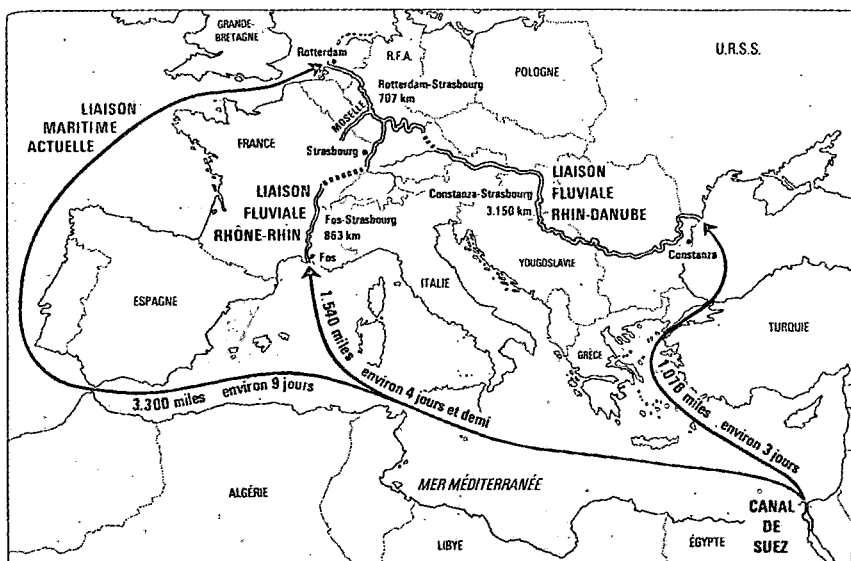 GRANDE-
BRETAGNE
Rotterdam
R.F.A.
U.R.S.S.
POLOGNE
Rotterdam-Strasbourg
707 km
LIAISON
MARITIME
ACTUELLE
MOSELLE
FRANCE
Strasbourg
LIAISON
FLUVIALE
RHÔNE-RHIN
Fos-Strasbourg
863 km
Constanza-Strasbourg
3.150 km
LIAISON
FLUVIALE
RHIN-DANUBE
Constanza
Fos
ITALIE
YOUGOSLAVIE
ESPAGNE
TURQUIE
GRÈCE
1.540 miles
environ 4 jours et demi
3.300 miles environ 9 jours
1.076 miles environ 3 jours
MER MÉDITERRANÉE
ALGÉRIE
LIBYE
ÉGYPTE
CANAL
DE
SUEZ